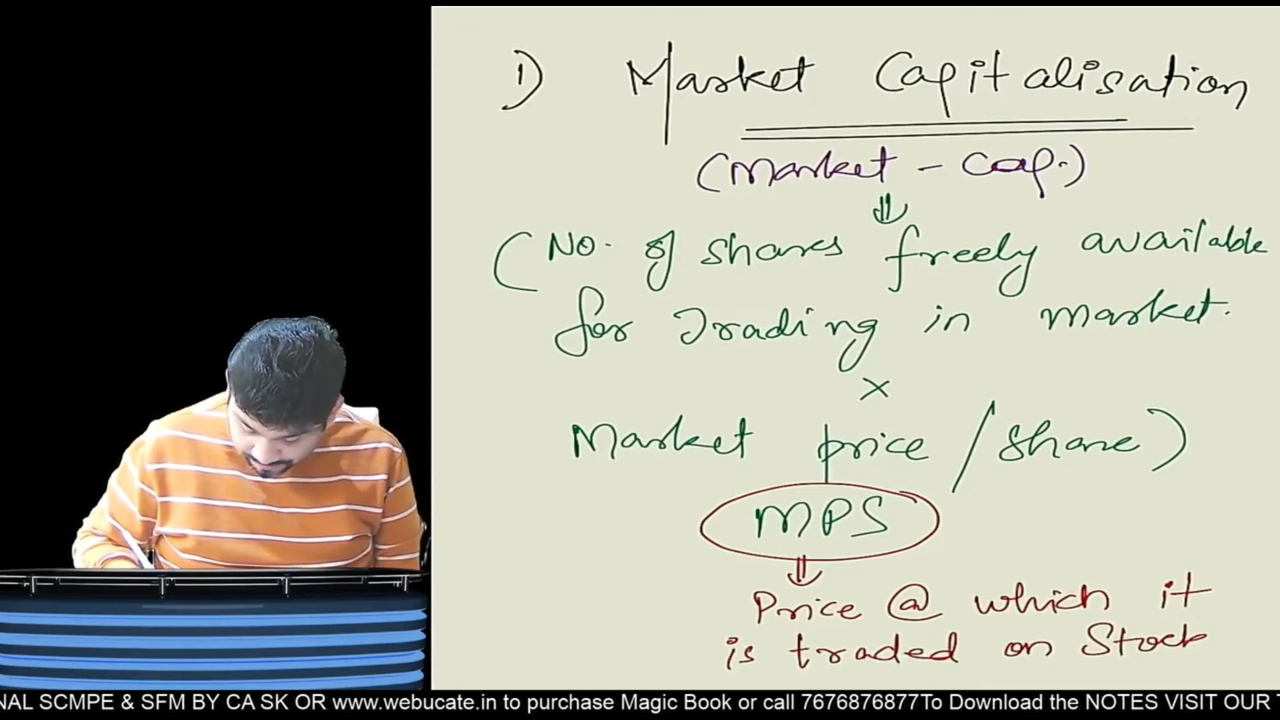 1) Market Capitalisation
(Market - Cap.)
(No. of shares freely available
for Trading in market.
×
Market price / share)
MPS
Price @ which it
is traded on Stock
NAL SCMPE & SFM BY CA SK OR www.webucate.in to purchase Magic Book or call 7676876877To Download the NOTES VISIT OUR T